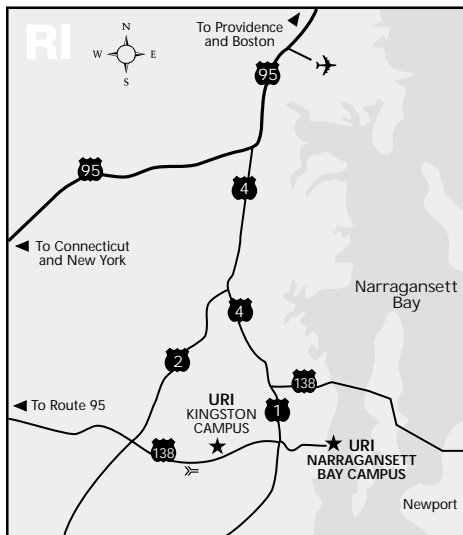 RI
N
W E
S
To Providence
and Boston
95
95
4
To Connecticut
and New York
Narragansett
Bay
4
2
138
To Route 95
URI
KINGSTON
CAMPUS
1
138
URI
NARRAGANSETT
BAY CAMPUS
Newport